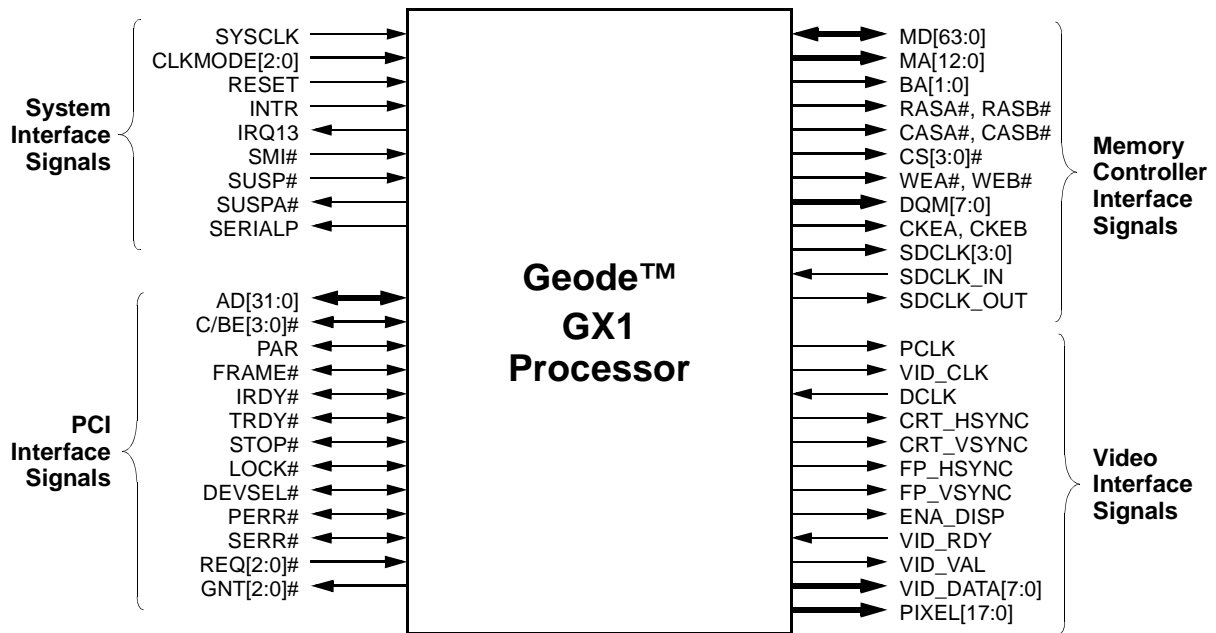 System
Interface
Signals
SYSCLK
CLKMODE[2:0]
RESET
INTR
IRQ13
SMI#
SUSP#
SUSPA#
SERIALP
PCI
Interface
Signals
AD[31:0]
C/BE[3:0]#
PAR
FRAME#
IRDY#
TRDY#
STOP#
LOCK#
DEVSEL#
PERR#
SERR#
REQ[2:0]#
GNT[2:0]#
Geode™
GX1
Processor
MD[63:0]
MA[12:0]
BA[1:0]
RASA#, RASB#
CASA#, CASB#
CS[3:0]#
WEA#, WEB#
DQM[7:0]
CKEA, CKEB
SDCLK[3:0]
SDCLK_IN
SDCLK_OUT
Memory
Controller
Interface
Signals
PCLK
VID_CLK
DCLK
CRT_HSYNC
CRT_VSYNC
FP_HSYNC
FP_VSYNC
ENA_DISP
VID_RDY
VID_VAL
VID_DATA[7:0]
PIXEL[17:0]
Video
Interface
Signals